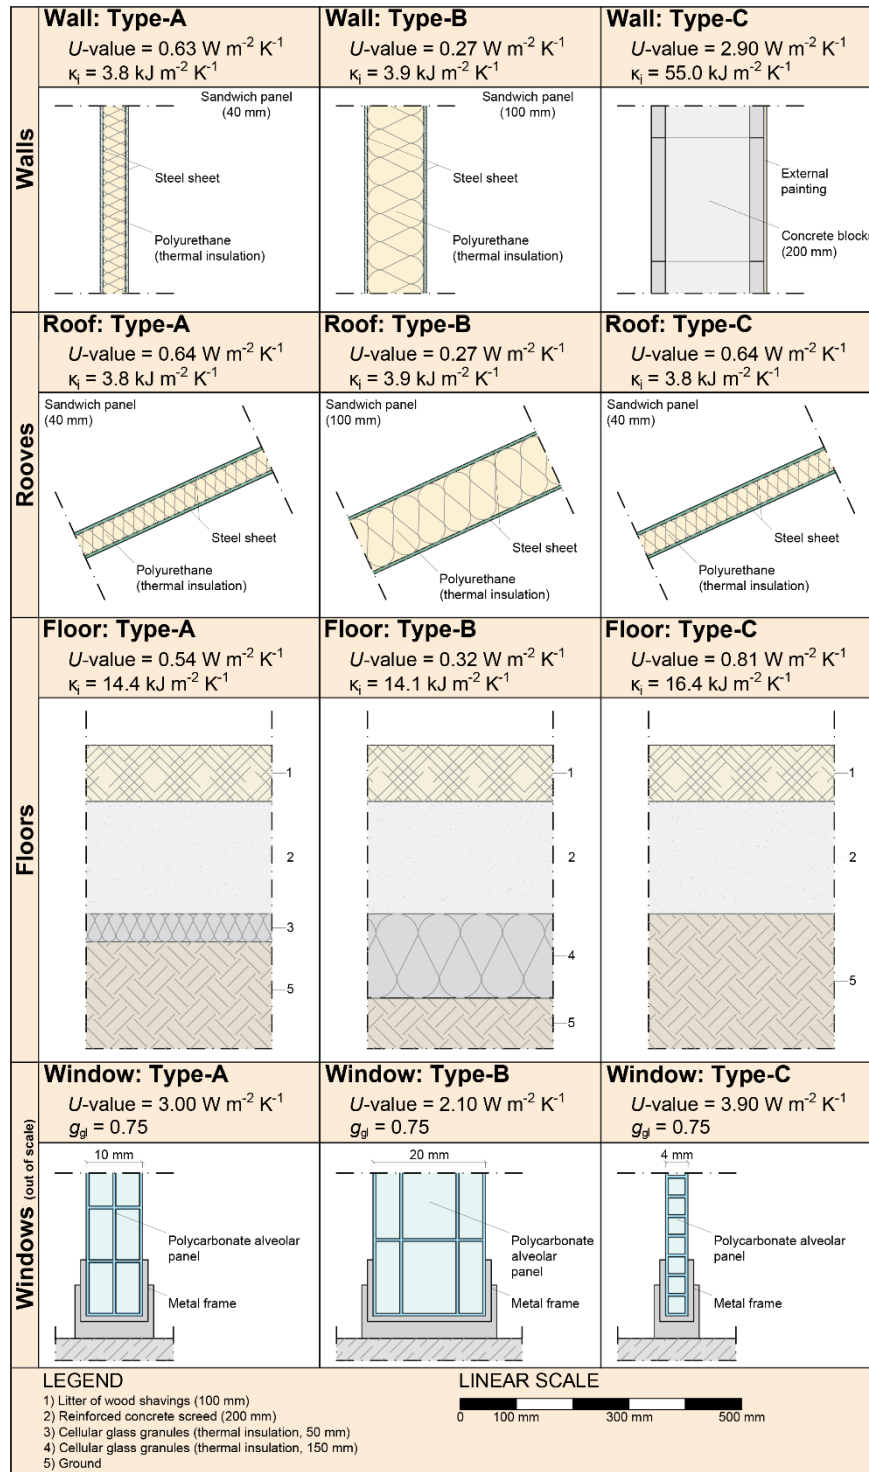 Walls
Wall: Type-A
U-value = 0.63 W m⁻² K⁻¹
κᵢ = 3.8 kJ m⁻² K⁻¹
Sandwich panel
(40 mm)
Steel sheet
Polyurethane
(thermal insulation)
Wall: Type-B
U-value = 0.27 W m⁻² K⁻¹
κᵢ = 3.9 kJ m⁻² K⁻¹
Sandwich panel
(100 mm)
Steel sheet
Polyurethane
(thermal insulation)
Wall: Type-C
U-value = 2.90 W m⁻² K⁻¹
κᵢ = 55.0 kJ m⁻² K⁻¹
External
painting
Concrete blocks
(200 mm)
Rooves
Roof: Type-A
U-value = 0.64 W m⁻² K⁻¹
κᵢ = 3.8 kJ m⁻² K⁻¹
Sandwich panel
(40 mm)
Steel sheet
Polyurethane
(thermal insulation)
Roof: Type-B
U-value = 0.27 W m⁻² K⁻¹
κᵢ = 3.9 kJ m⁻² K⁻¹
Sandwich panel
(100 mm)
Steel sheet
Polyurethane
(thermal insulation)
Roof: Type-C
U-value = 0.64 W m⁻² K⁻¹
κᵢ = 3.8 kJ m⁻² K⁻¹
Sandwich panel
(40 mm)
Steel sheet
Polyurethane
(thermal insulation)
Floors
Floor: Type-A
U-value = 0.54 W m⁻² K⁻¹
κᵢ = 14.4 kJ m⁻² K⁻¹
1
2
3
5
Floor: Type-B
U-value = 0.32 W m⁻² K⁻¹
κᵢ = 14.1 kJ m⁻² K⁻¹
1
2
4
5
Floor: Type-C
U-value = 0.81 W m⁻² K⁻¹
κᵢ = 16.4 kJ m⁻² K⁻¹
1
2
5
Windows (out of scale)
Window: Type-A
U-value = 3.00 W m⁻² K⁻¹
g_gl = 0.75
10 mm
Polycarbonate alveolar
panel
Metal frame
Window: Type-B
U-value = 2.10 W m⁻² K⁻¹
g_gl = 0.75
20 mm
Polycarbonate
alveolar
panel
Metal frame
Window: Type-C
U-value = 3.90 W m⁻² K⁻¹
g_gl = 0.75
4 mm
Polycarbonate alveolar
panel
Metal frame
LEGEND
1) Litter of wood shavings (100 mm)
2) Reinforced concrete screed (200 mm)
3) Cellular glass granules (thermal insulation, 50 mm)
4) Cellular glass granules (thermal insulation, 150 mm)
5) Ground
LINEAR SCALE
0 100 mm 300 mm 500 mm